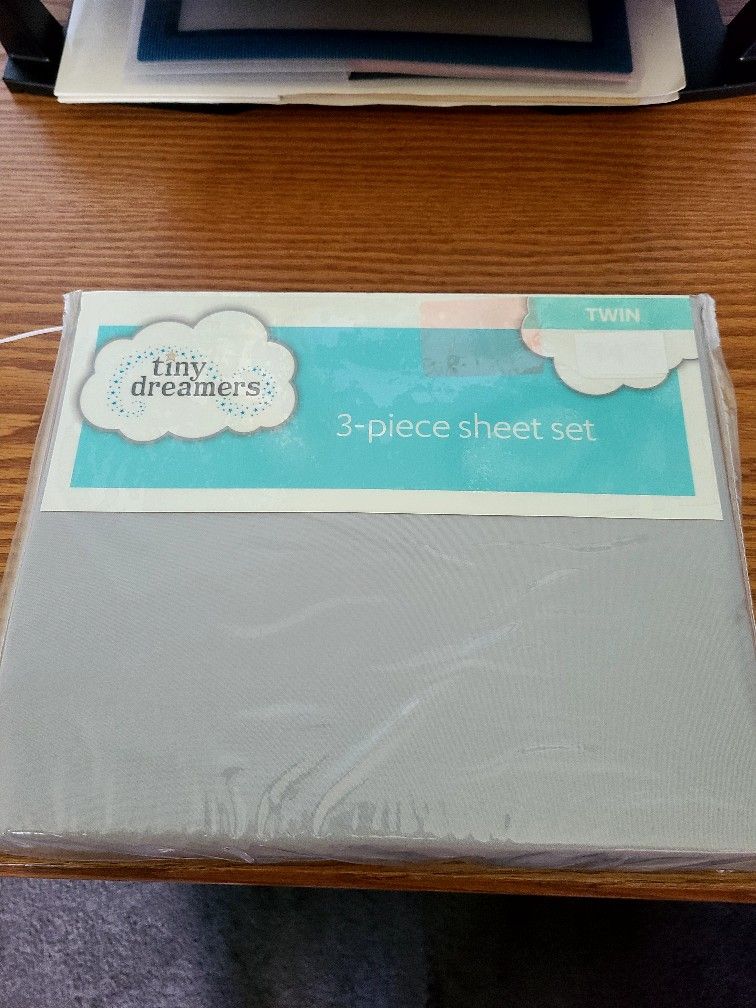 tiny
dreamers
TWIN
3-piece sheet set